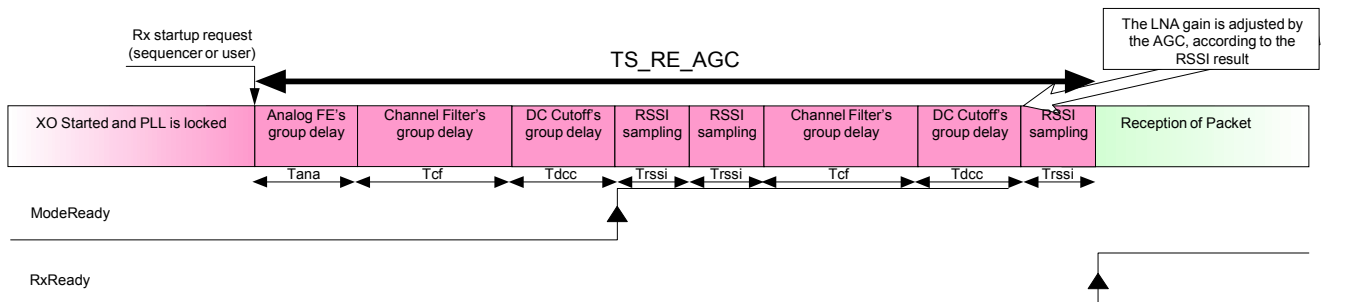 Rx startup request
(sequencer or user)
TS_RE_AGC
The LNA gain is adjusted by
the AGC, according to the
RSSI result
XO Started and PLL is locked
Analog FE's
group delay
Channel Filter's
group delay
DC Cutoff's
group delay
RSSI
sampling
RSSI
sampling
Channel Filter's
group delay
DC Cutoff's
group delay
RSSI
sampling
Reception of Packet
Tana
Tcf
Tdcc
Trssi
Trssi
Tcf
Tdcc
Trssi
ModeReady
RxReady